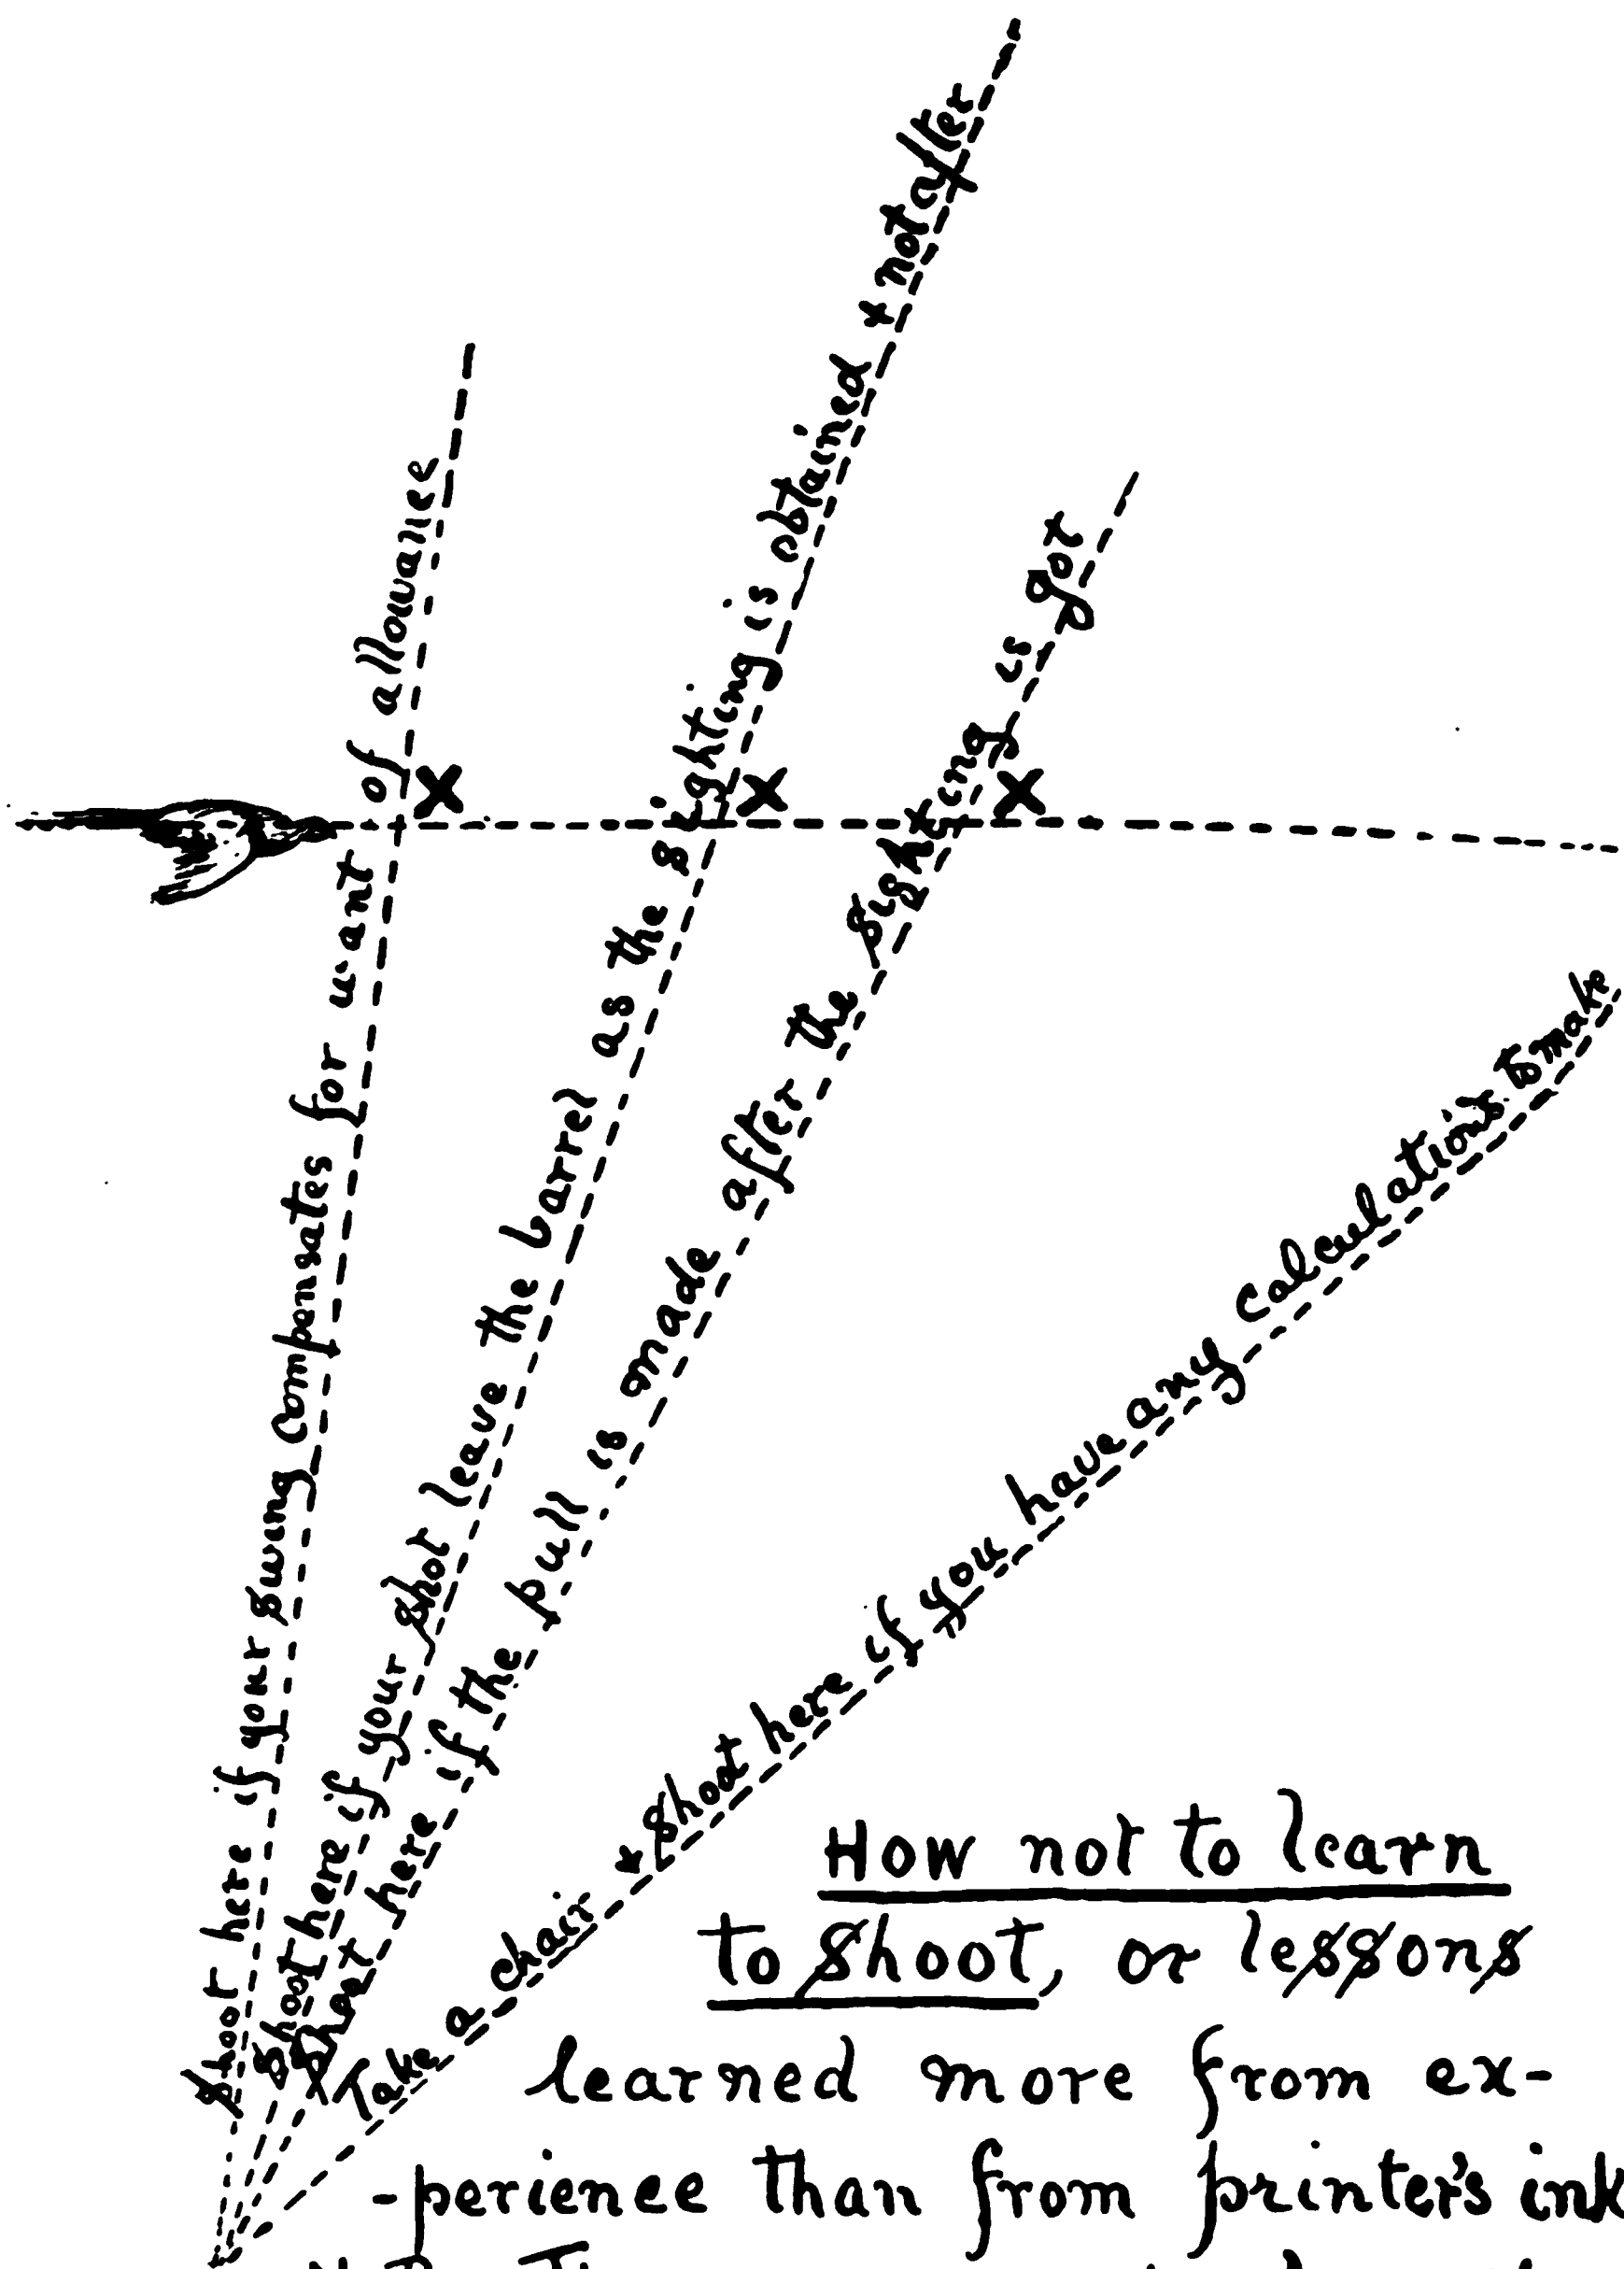 Shoot here if your swing compensates for want of allowance
Shoot here if your shot leave the barrel as the sighting is obtained & not after
Shoot here if the pull is made after the sighting is got
Take a chair & shoot here if you have any calculations to make
x x x
How not to learn
to shoot, or lessons
learned more from ex-
-perience than from printer's ink